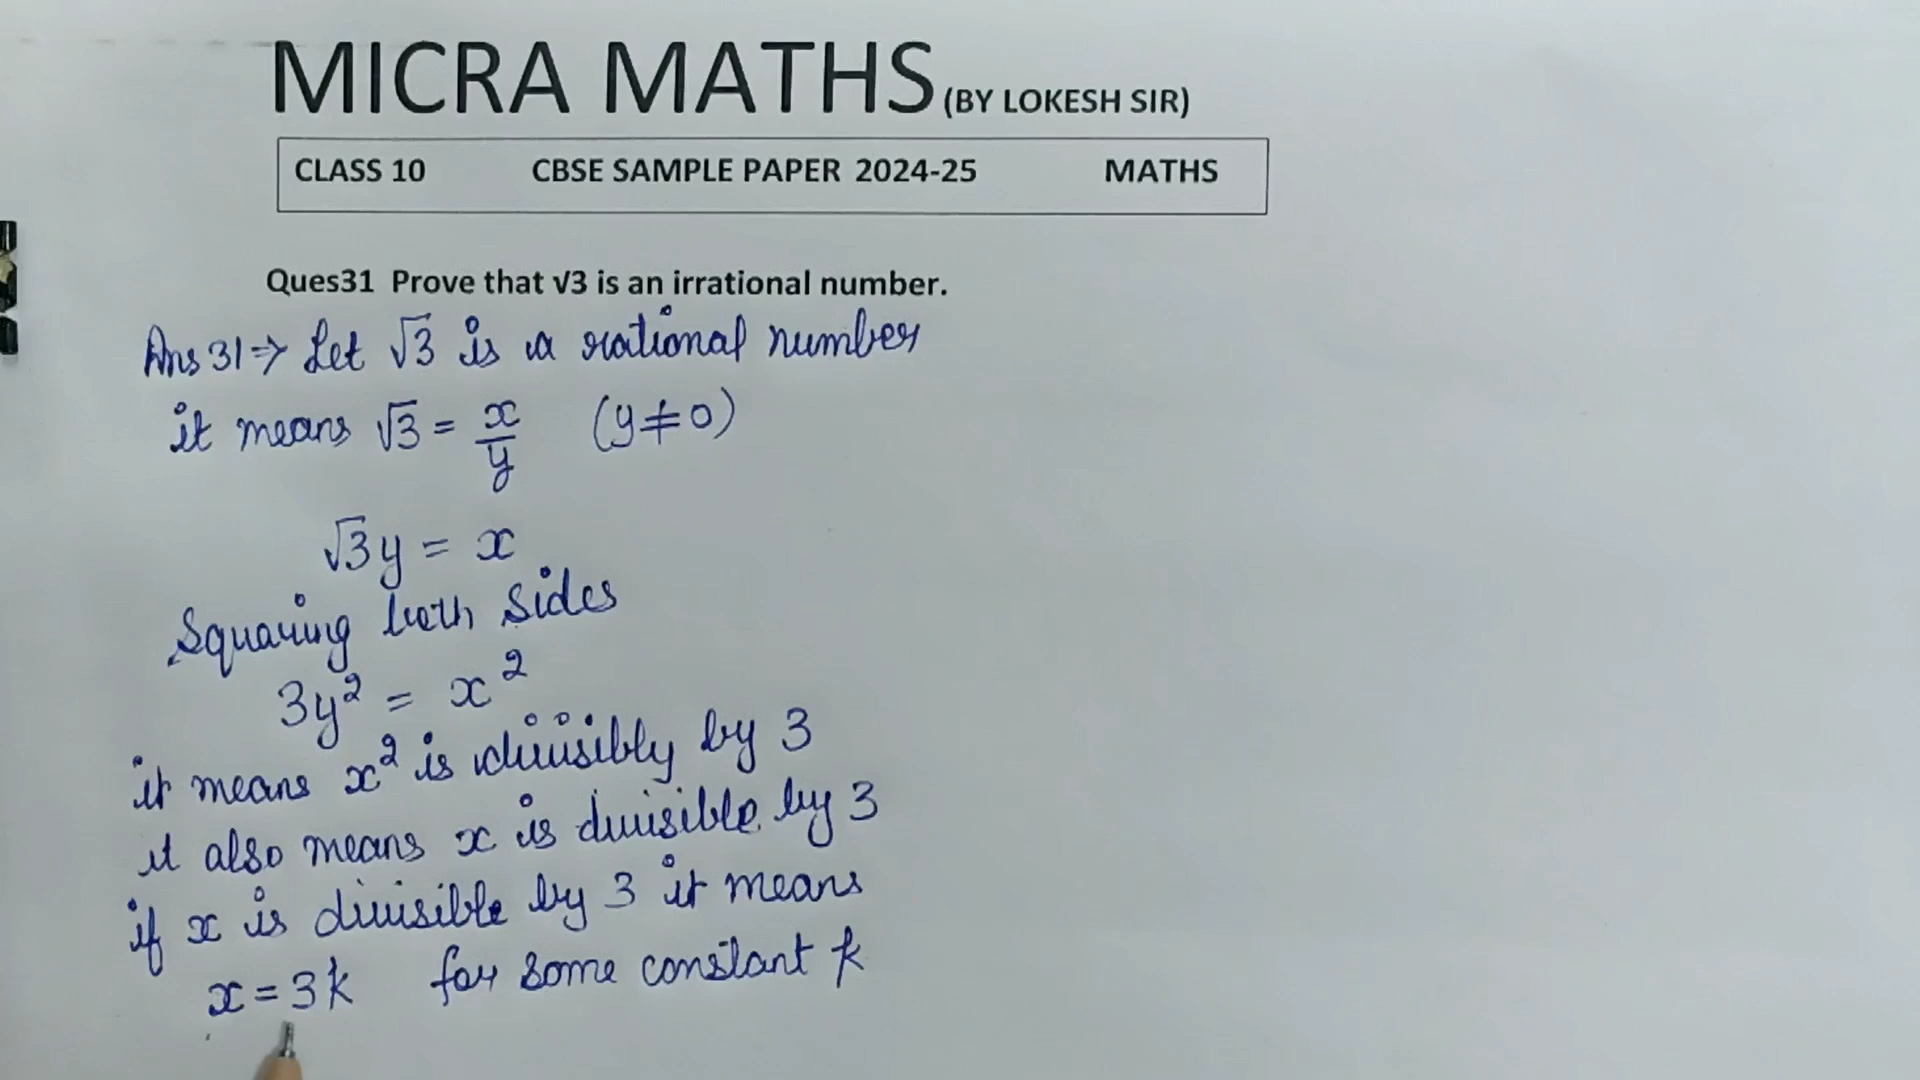 MICRA MATHS (BY LOKESH SIR)
CLASS 10 CBSE SAMPLE PAPER 2024-25 MATHS
Ques31 Prove that √3 is an irrational number.
Ans 31 ⇒ Let √3 is a rational number
it means √3 = x/y (y≠0)
√3y = x
Squaring both sides
3y² = x²
it means x² is divisibly by 3
it also means x is divisible by 3
if x is divisible by 3 it means
x = 3k for some constant k